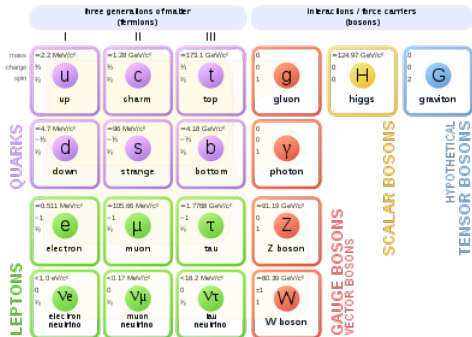 three generations of matter
(fermions)
interactions / force carriers
(bosons)
I II III
mass
charge
spin
≈2.2 MeV/c²
⅔
½
u
up
≈1.28 GeV/c²
⅔
½
c
charm
≈173.1 GeV/c²
⅔
½
t
top
0
0
1
g
gluon
≈124.97 GeV/c²
0
0
H
higgs
0
0
2
G
graviton
≈4.7 MeV/c²
−⅓
½
d
down
≈96 MeV/c²
−⅓
½
s
strange
≈4.18 GeV/c²
−⅓
½
b
bottom
0
0
1
γ
photon
≈0.511 MeV/c²
−1
½
e
electron
≈105.66 MeV/c²
−1
½
μ
muon
≈1.7768 GeV/c²
−1
½
τ
tau
≈91.19 GeV/c²
0
1
Z
Z boson
<1.0 eV/c²
0
½
νe
electron
neutrino
<0.17 MeV/c²
0
½
νμ
muon
neutrino
<18.2 MeV/c²
0
½
ντ
tau
neutrino
≈80.39 GeV/c²
±1
1
W
W boson
QUARKS
LEPTONS
GAUGE BOSONS
VECTOR BOSONS
SCALAR BOSONS
HYPOTHETICAL
TENSOR BOSONS